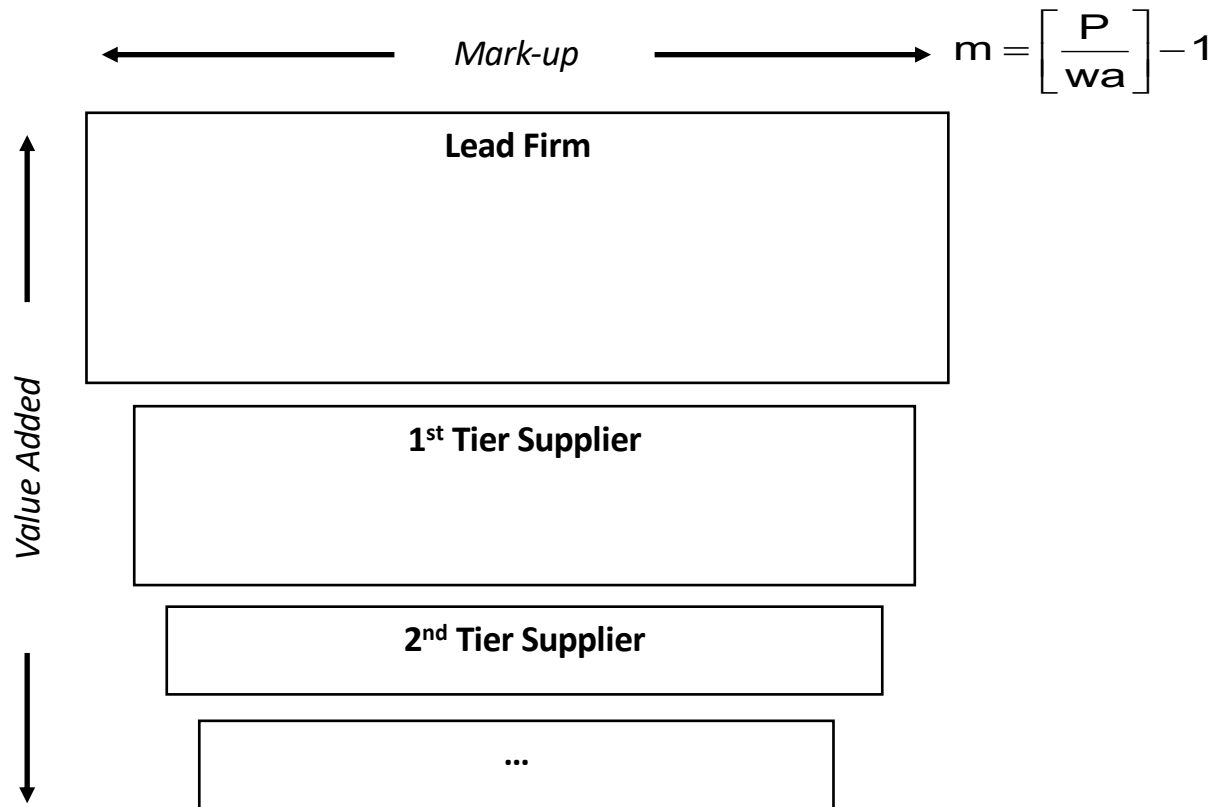 Mark-up
m = [ P / wa ] − 1
Lead Firm
Value Added
1st Tier Supplier
2nd Tier Supplier
...